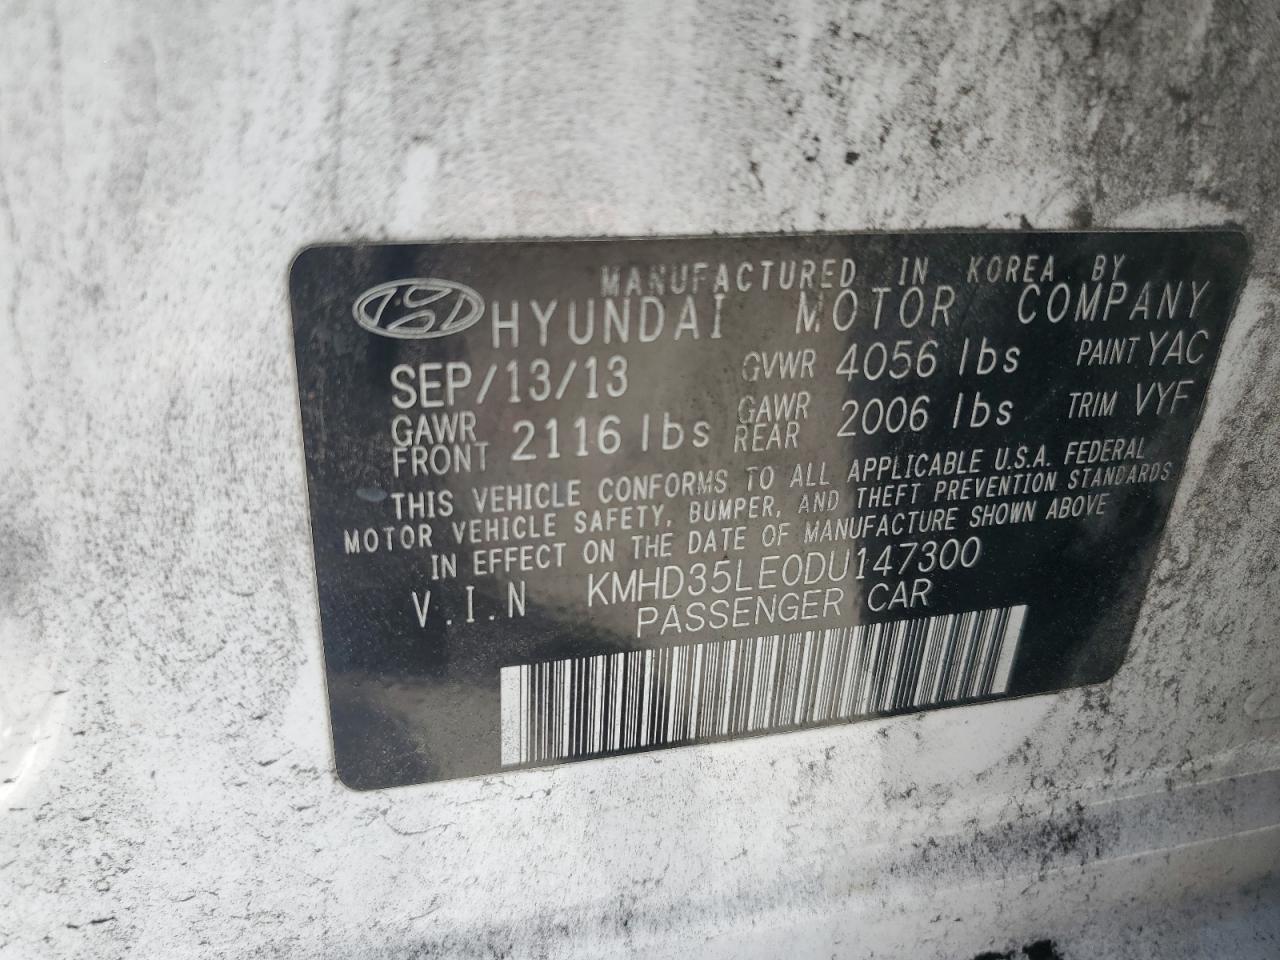 MANUFACTURED IN KOREA BY
HYUNDAI MOTOR COMPANY
SEP/13/13 GVWR 4056 lbs PAINT YAC
GAWR FRONT 2116 lbs GAWR REAR 2006 lbs TRIM VYF
THIS VEHICLE CONFORMS TO ALL APPLICABLE U.S.A. FEDERAL
MOTOR VEHICLE SAFETY, BUMPER, AND THEFT PREVENTION STANDARDS
IN EFFECT ON THE DATE OF MANUFACTURE SHOWN ABOVE
V.I.N KMHD35LE0DU147300
PASSENGER CAR